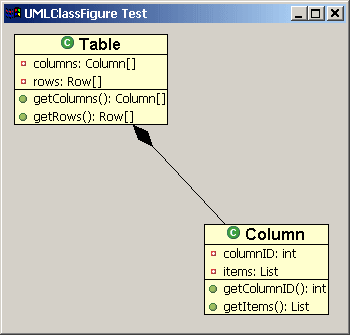 UMLClassFigure Test
C Table
columns: Column[]
rows: Row[]
getColumns(): Column[]
getRows(): Row[]
C Column
columnID: int
items: List
getColumnID(): int
getItems(): List